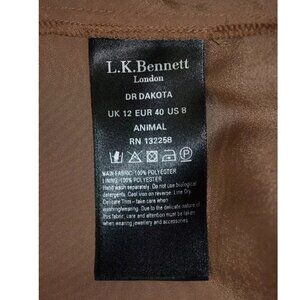 L.K.Bennett
London
DR DAKOTA
UK 12 EUR 40 US 8
ANIMAL
RN 132258
MAIN FABRIC: 100% POLYESTER
LINING: 100% POLYESTER
Hand wash separately. Do not use biological
detergents. Cool iron on reverse. Line dry
Delicate Trim - take care when
washing/wearing. Due to the delicate nature of
this fabric, care and attention must be taken
when wearing jewellery and accessories.